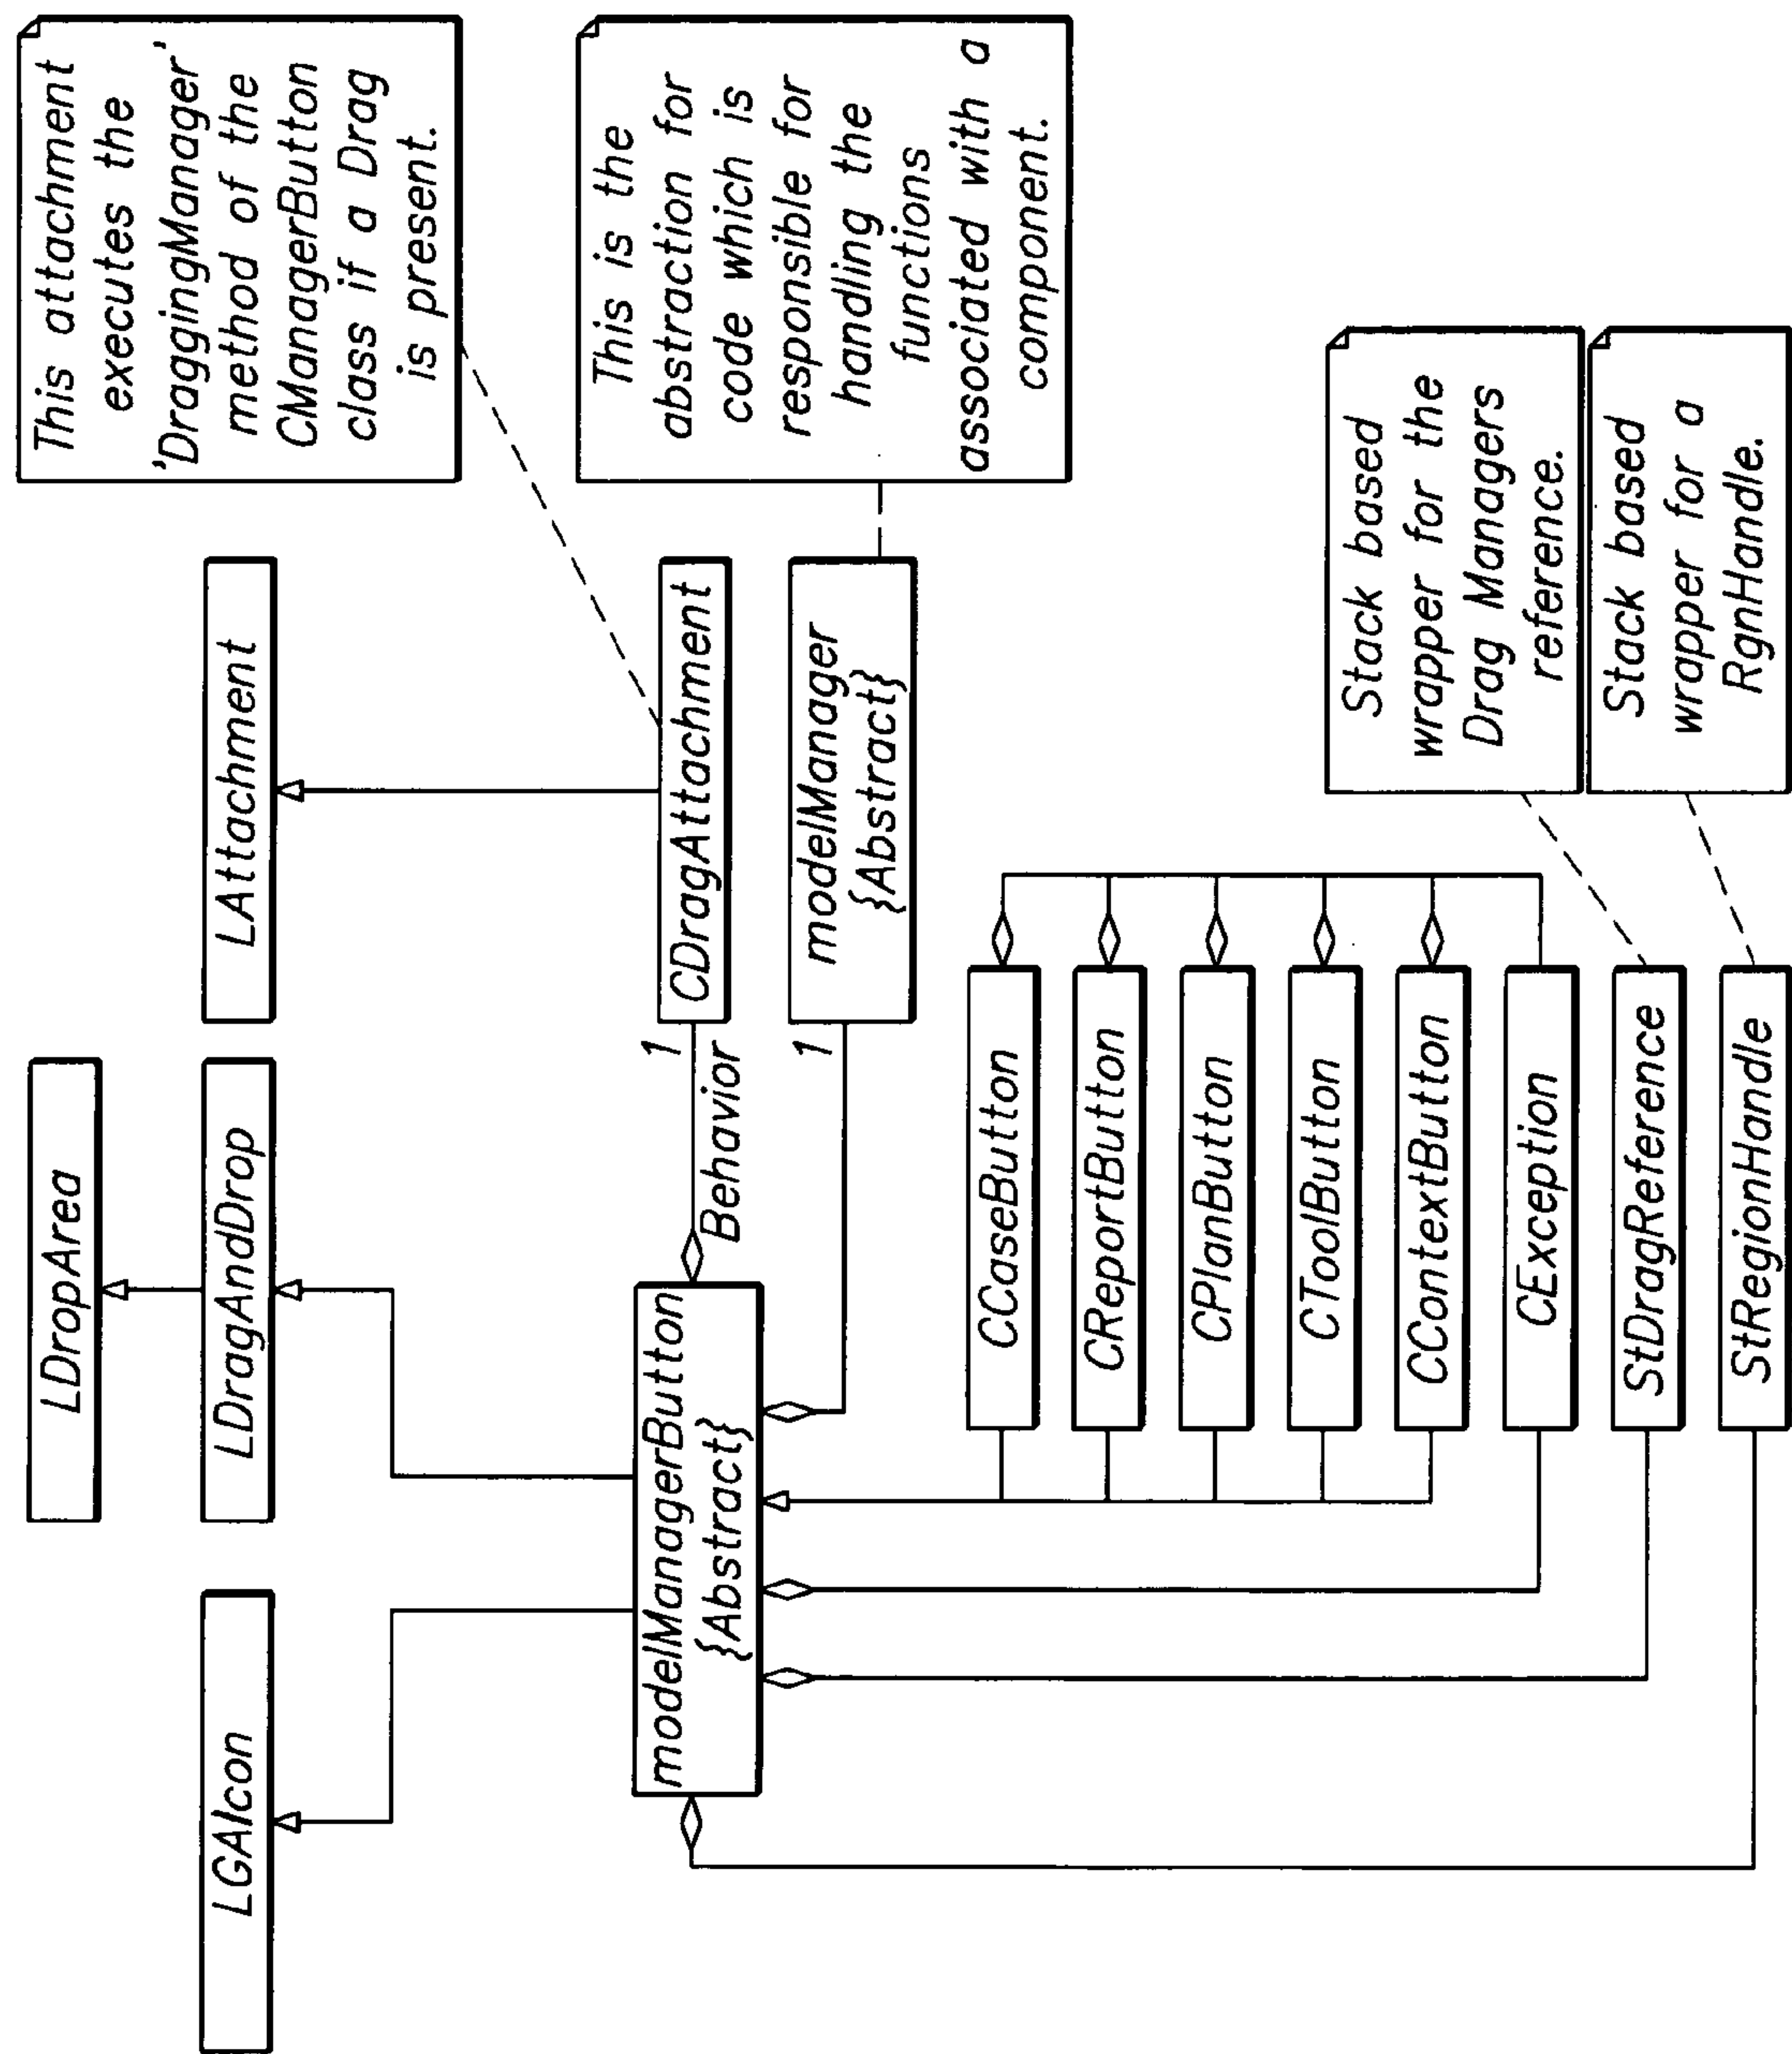 LDropArea
LGAIcon
LDragAndDrop
LAttachment
This attachment
executes the
'DraggingManager'
method of the
CManagerButton
class if a Drag
is present.
modelManagerButton
{Abstract}
1
Behavior
CDragAttachment
1
modelManager
{Abstract}
This is the
abstraction for
code which is
responsible for
handling the
functions
associated with a
component.
CCaseButton
CReportButton
CPlanButton
CToolButton
CContextButton
CException
StDragReference
StRegionHandle
Stack based
wrapper for the
Drag Managers
reference.
Stack based
wrapper for a
RgnHandle.